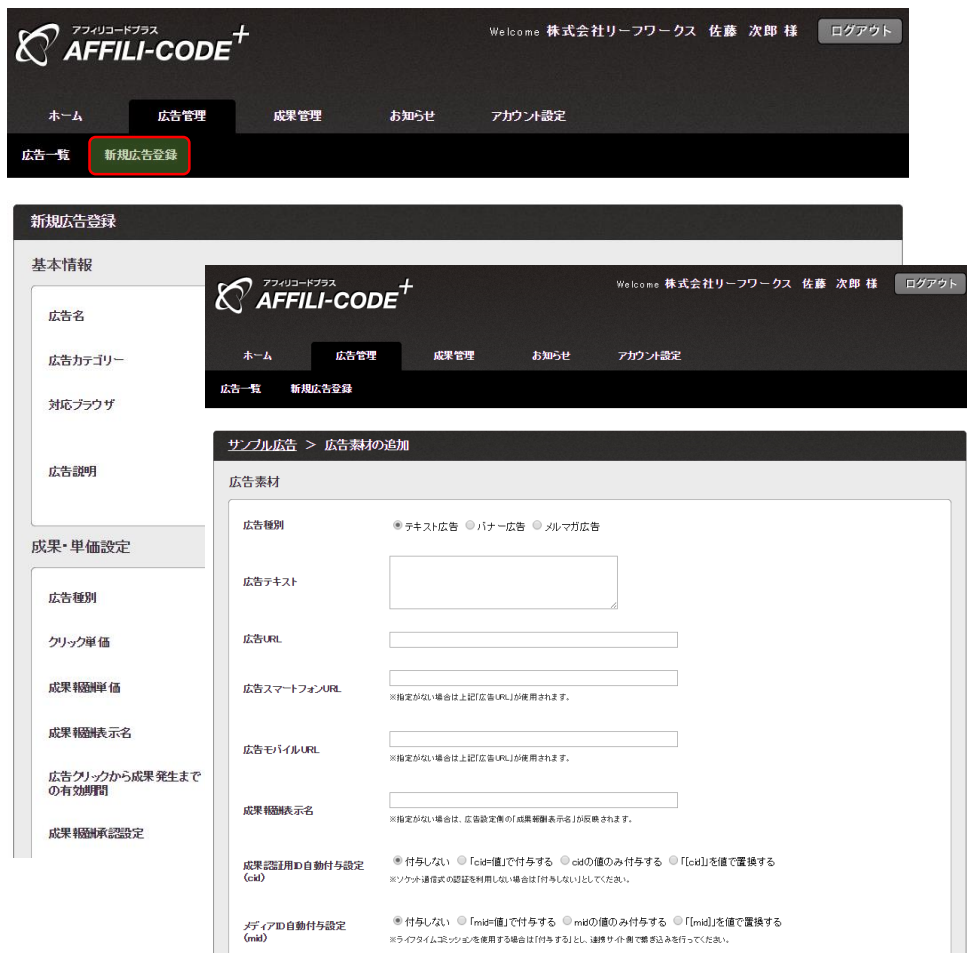 アフィリコードプラス
AFFILI-CODE+
Welcome 株式会社リーフワークス 佐藤 次郎 様 ログアウト
ホーム 広告管理 成果管理 お知らせ アカウント設定
広告一覧 新規広告登録
新規広告登録
基本情報
広告名
広告カテゴリー
対応ブラウザ
広告説明
成果・単価設定
広告種別
クリック単価
成果報酬単価
成果報酬表示名
広告クリックから成果発生まで
の有効期間
成果報酬承認設定
アフィリコードプラス
AFFILI-CODE+
Welcome 株式会社リーフワークス 佐藤 次郎 様 ログアウト
ホーム 広告管理 成果管理 お知らせ アカウント設定
広告一覧 新規広告登録
サンプル広告 > 広告素材の追加
広告素材
広告種別 テキスト広告 バナー広告 メルマガ広告
広告テキスト
広告URL
広告スマートフォンURL
※指定がない場合は上記「広告URL」が使用されます。
広告モバイルURL
※指定がない場合は上記「広告URL」が使用されます。
成果報酬表示名
※指定がない場合は、広告設定側の「成果報酬表示名」が反映されます。
成果認証用ID自動付与設定
(cid)
付与しない 「cid=値」で付与する cidの値のみ付与する 「[cid]」を値で置換する
※ソケット通信式の認証を利用しない場合は「付与しない」としてください。
メディアID自動付与設定
(mid)
付与しない 「mid=値」で付与する midの値のみ付与する 「[mid]」を値で置換する
※ライフタイムコミッションを使用する場合は「付与する」とし、連携サイト側で繋ぎ込みを行ってください。